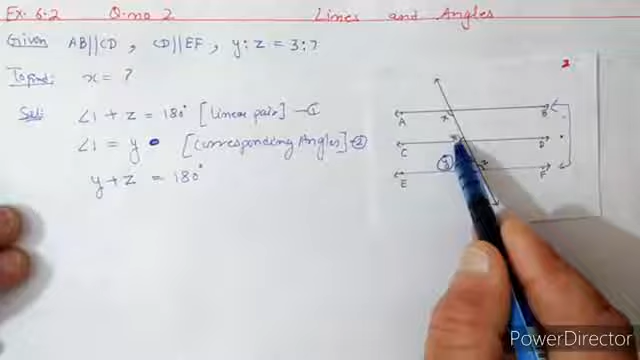 Ex. 6.2 Q. no 2 Lines and Angles
Given AB||CD , CD||EF , y : z = 3 : 7
To find x = ?
Sol: ∠1 + z = 180° [linear pair] -①
∠1 = y [corresponding Angles] -②
y + z = 180°
2
A x B
C D
E z F
PowerDirector